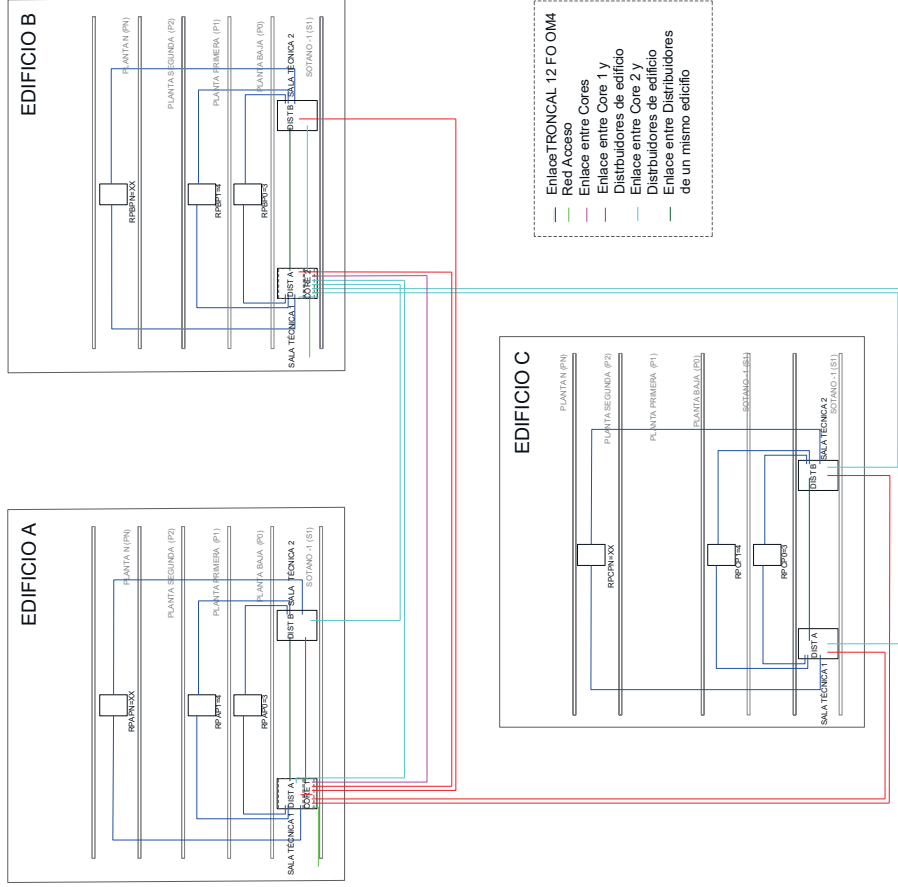 EDIFICIO A
PLANTA N (PN)
RPAPN=XX
PLANTA SEGUNDA (P2)
PLANTA PRIMERA (P1)
RPAP1=4
PLANTA BAJA (P0)
RPAP0=3
SALA TÉCNICA 1
DIST A
CORE 1
DIST B
SALA TÉCNICA 2
SOTANO -1 (S1)
EDIFICIO B
PLANTA N (PN)
RPBPN=XX
PLANTA SEGUNDA (P2)
PLANTA PRIMERA (P1)
RPBP1=4
PLANTA BAJA (P0)
RPBP0=3
SALA TÉCNICA 1
DIST A
CORE 2
DIST B
SALA TÉCNICA 2
SOTANO -1 (S1)
EDIFICIO C
PLANTA N (PN)
RPCPN=XX
PLANTA SEGUNDA (P2)
PLANTA PRIMERA (P1)
PLANTA BAJA (P0)
RPCP1=4
SOTANO -1 (S1)
RPCP0=3
SALA TÉCNICA 1
DIST A
DIST B
SALA TÉCNICA 2
SOTANO -1 (S1)
EnlaceTRONCAL 12 FO OM4
Red Acceso
Enlace entre Cores
Enlace entre Core 1 y
Distrbuidores de edificio
Enlace entre Core 2 y
Distrbuidores de edificio
Enlace entre Distribuidores
de un mismo edicifio